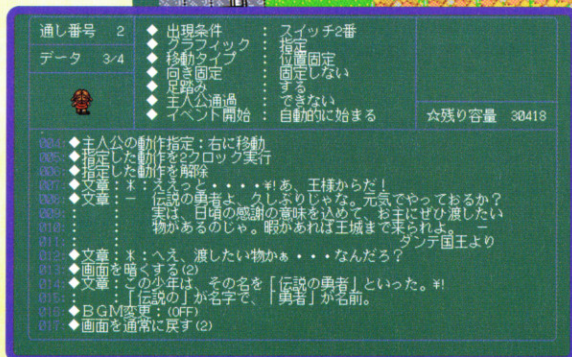 通し番号 2
データ 3/4
◆ 出現条件 : スイッチ2番
◆ グラフィック : 指定
◆ 移動タイプ : 位置固定
◆ 向き固定 : 固定しない
◆ 足踏み : する
◆ 主人公通過 : できない
◆ イベント開始 : 自動的に始まる
☆残り容量 30418
004:◆主人公の動作指定:右に移動
005:◆指定した動作を2クロック実行
006:◆指定した動作を解除
007:◆文章:*:ええっと・・・・¥!あ、王様からだ!
008:◆文章:- 伝説の勇者よ、久しぶりじゃな。元気でやっておるか?
009: : 実は、日頃の感謝の意味を込めて、お主にぜひ渡したい
010: : 物があるのじゃ。暇があれば王城まで来られよ。 -
011: : ダンテ国王より
012:◆文章:*:へえ、渡したい物かぁ・・・なんだろ?
013:◆画面を暗くする(2)
014:◆文章:この少年は、その名を「伝説の勇者」といった。¥!
015: : 「伝説の」が名字で、「勇者」が名前。
016:◆BGM変更:(OFF)
017:◆画面を通常に戻す(2)